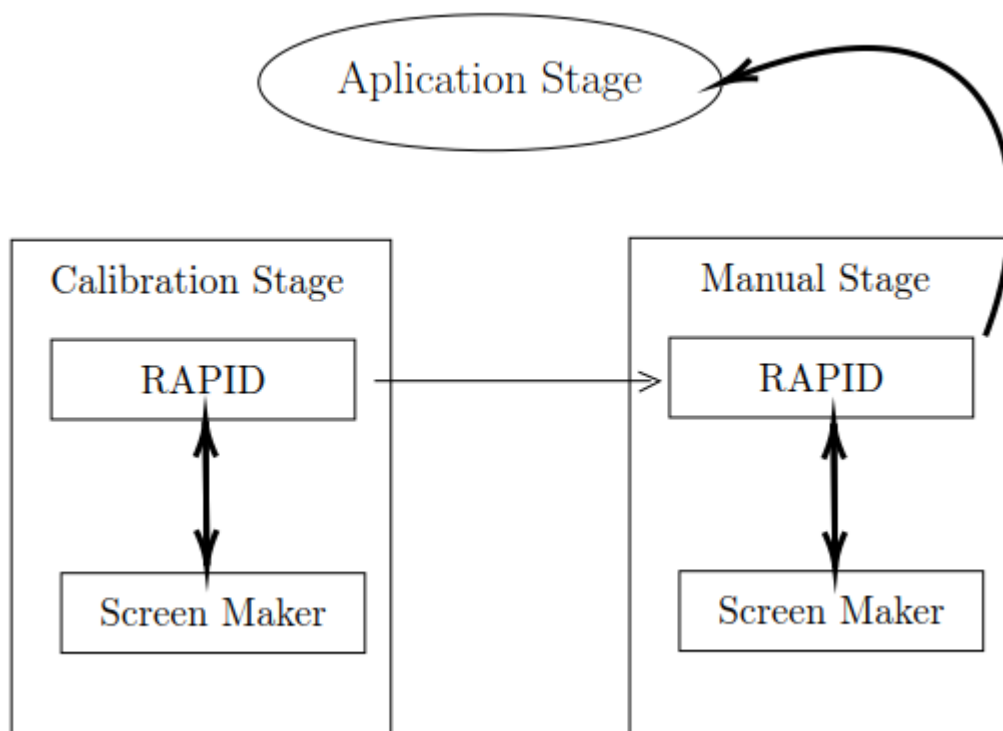 Aplication Stage
Calibration Stage
RAPID
Screen Maker
Manual Stage
RAPID
Screen Maker